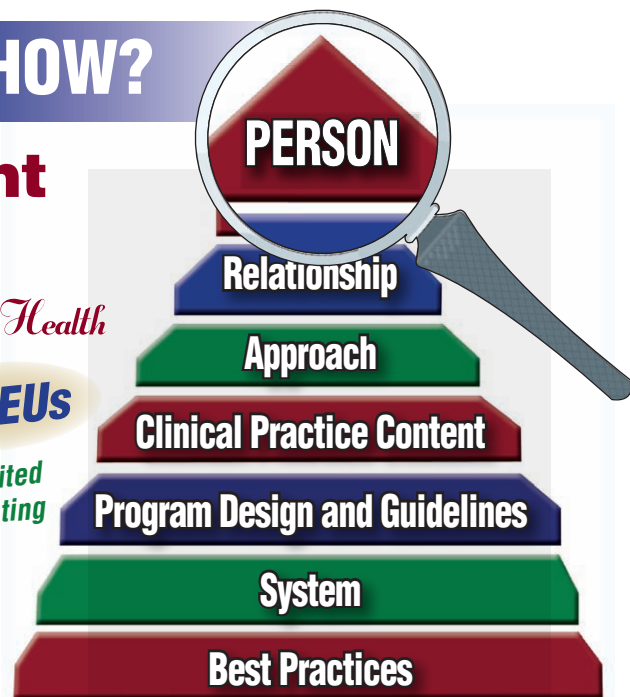 HOW?
PERSON
nt
Relationship
Health
Approach
EUs
Clinical Practice Content
ited
ting
Program Design and Guidelines
System
Best Practices